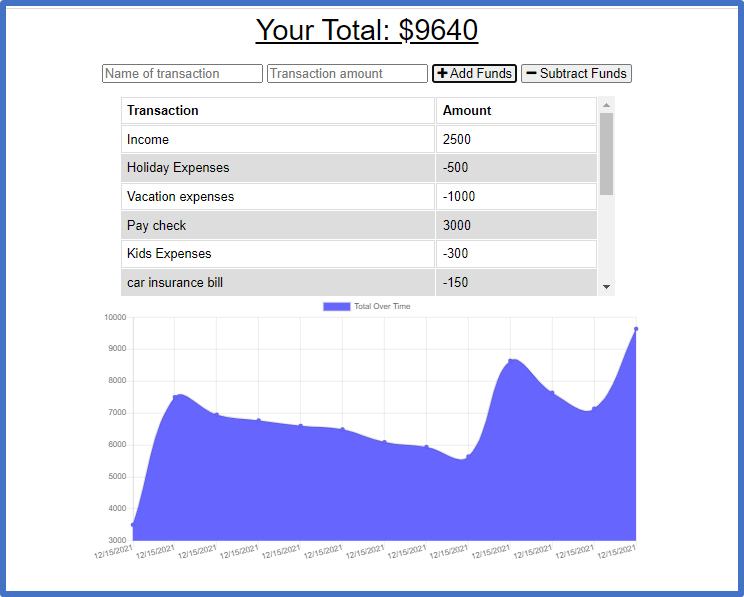 Your Total: $9640
Name of transaction Transaction amount + Add Funds − Subtract Funds
Transaction Amount
Income 2500
Holiday Expenses -500
Vacation expenses -1000
Pay check 3000
Kids Expenses -300
car insurance bill -150
Total Over Time
10000
9000
8000
7000
6000
5000
4000
3000
12/15/2021 12/15/2021 12/15/2021 12/15/2021 12/15/2021 12/15/2021 12/15/2021 12/15/2021 12/15/2021 12/15/2021 12/15/2021 12/15/2021 12/15/2021